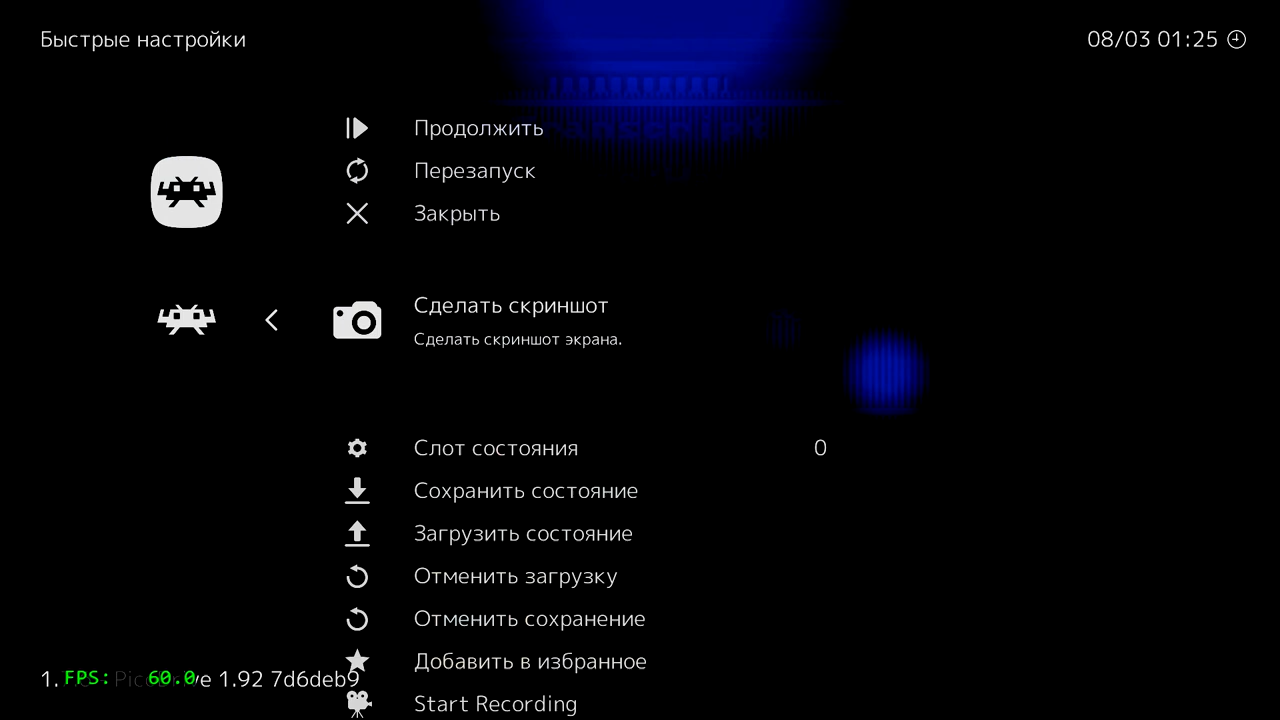 Быстрые настройки
08/03 01:25
Продолжить
Перезапуск
Закрыть
Сделать скриншот
Сделать скриншот экрана.
Слот состояния 0
Сохранить состояние
Загрузить состояние
Отменить загрузку
Отменить сохранение
Добавить в избранное
FPS: 60.0
1.92 7d6deb9
Start Recording